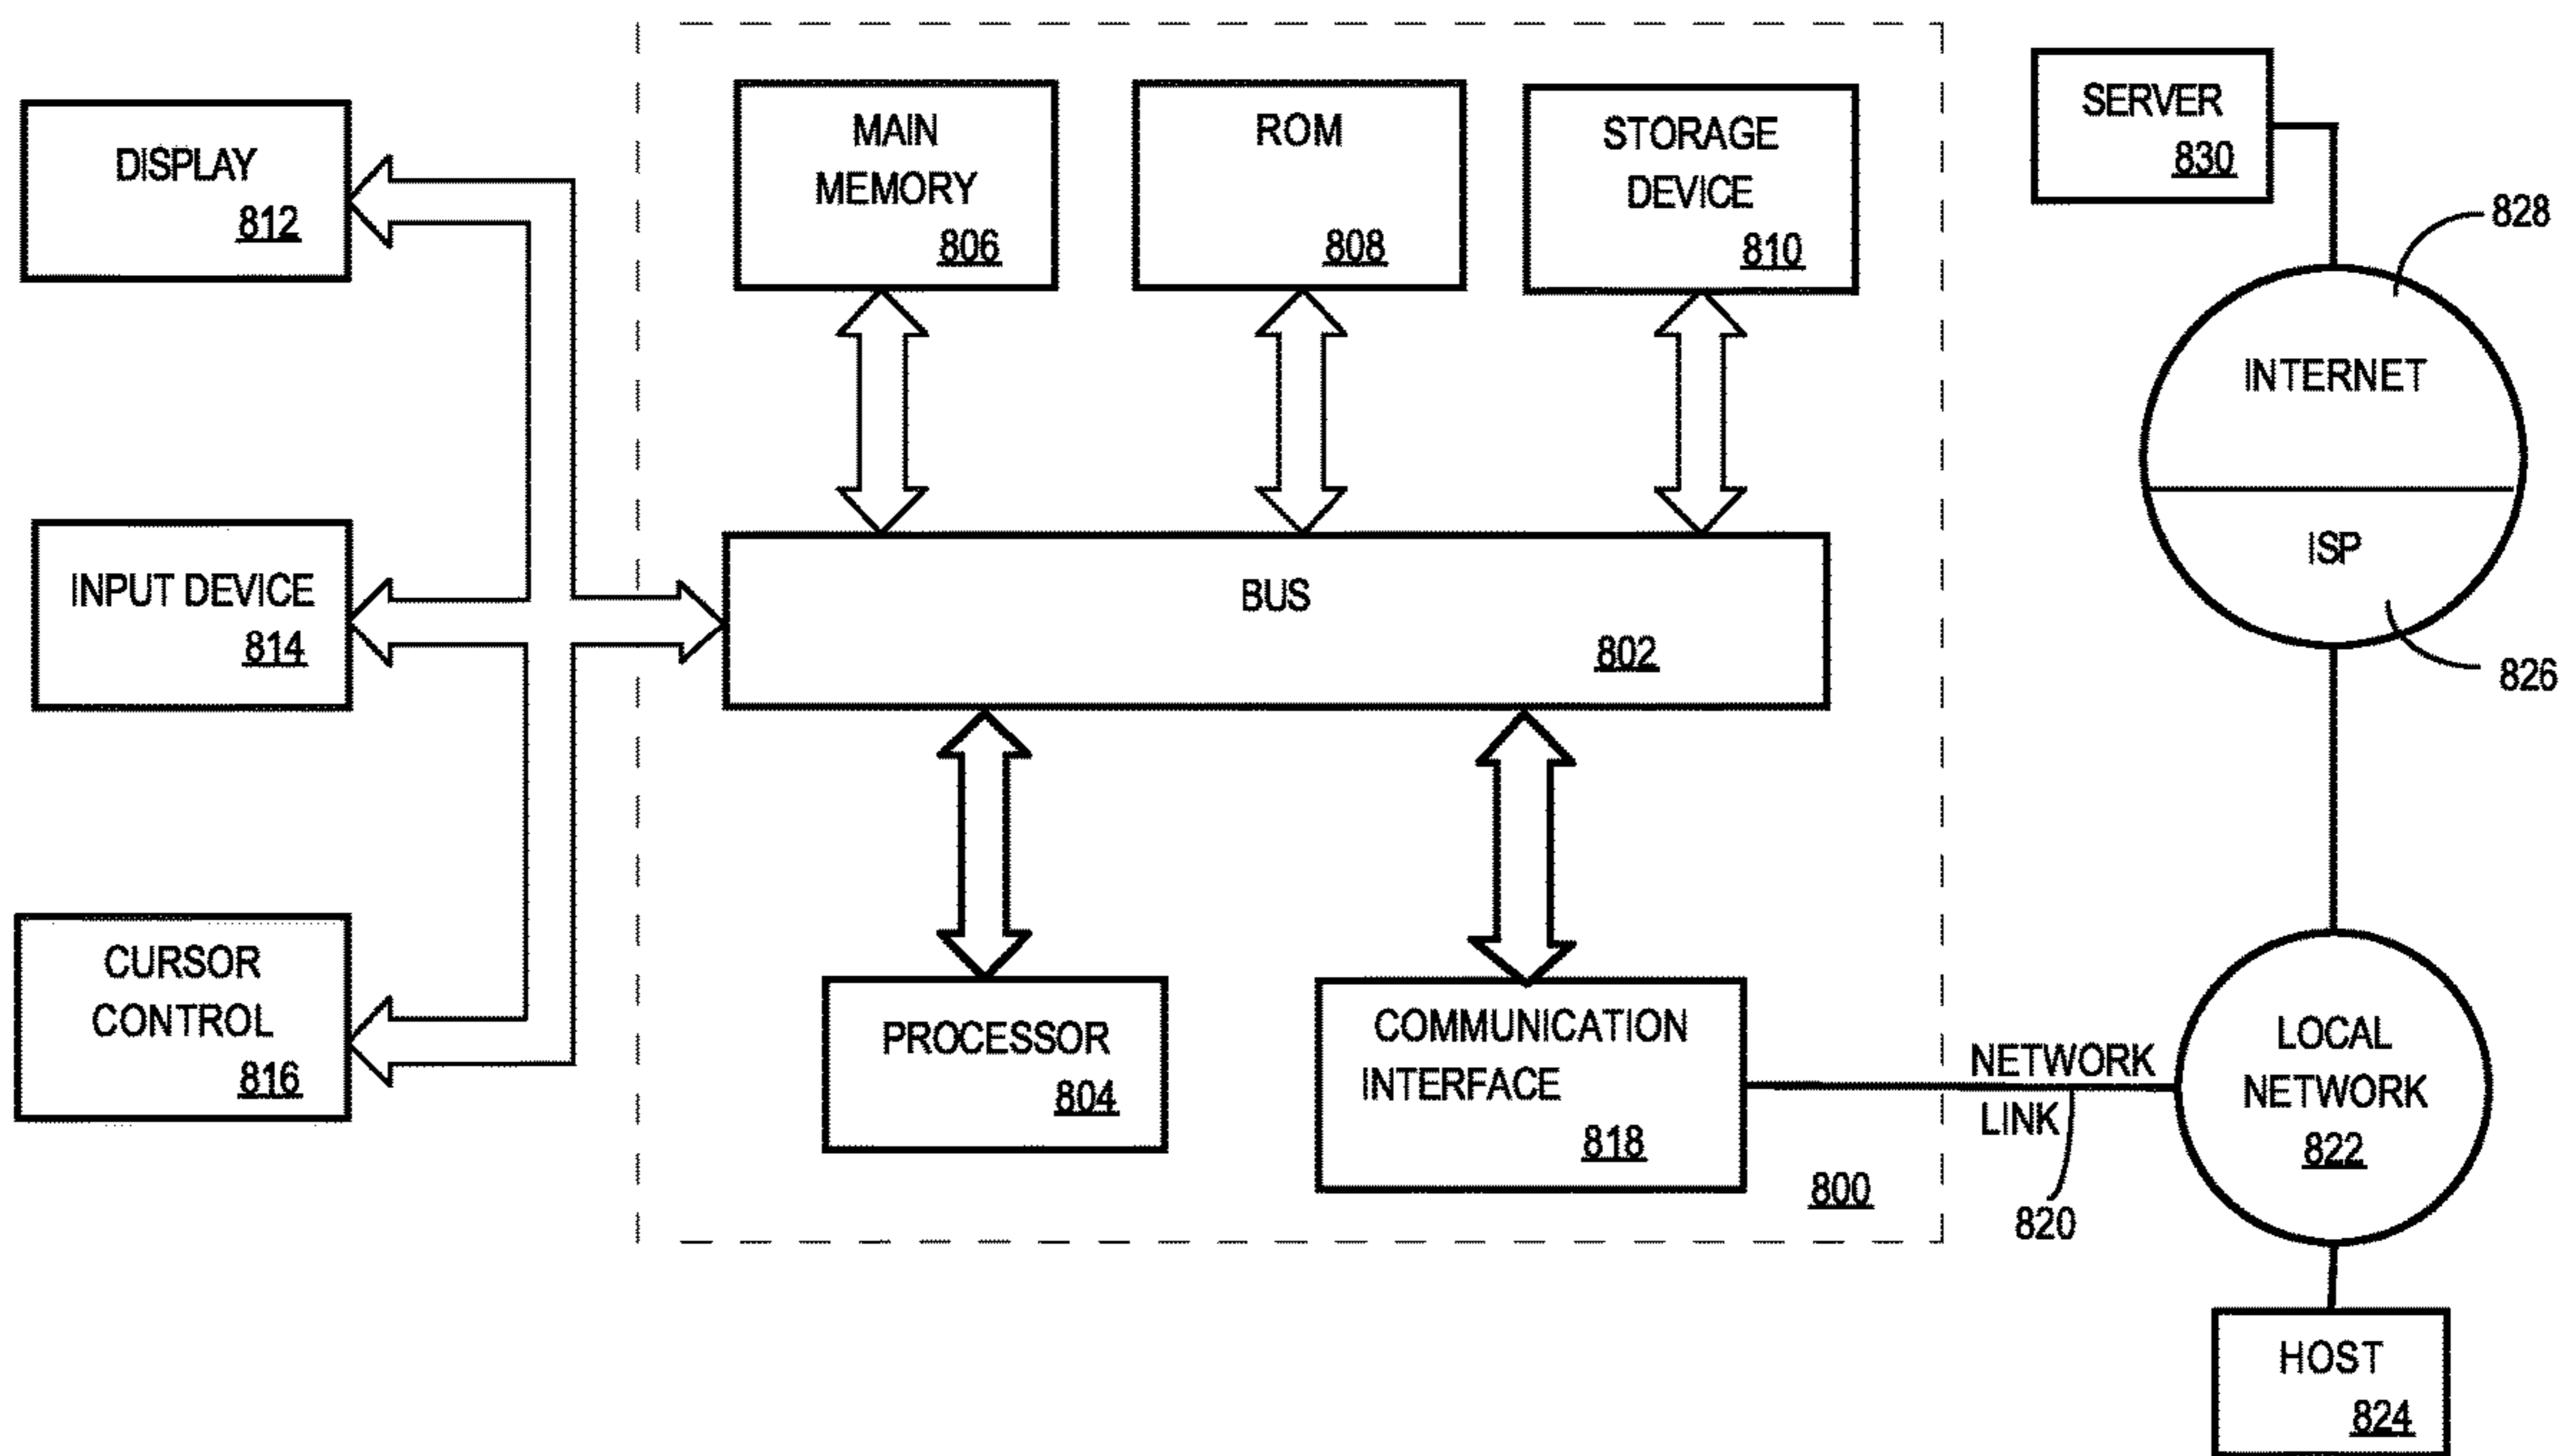 DISPLAY
812
INPUT DEVICE
814
CURSOR
CONTROL
816
MAIN
MEMORY
806
ROM
808
STORAGE
DEVICE
810
BUS
802
PROCESSOR
804
COMMUNICATION
INTERFACE
818
800
SERVER
830
828
INTERNET
ISP
826
NETWORK
LINK
820
LOCAL
NETWORK
822
HOST
824